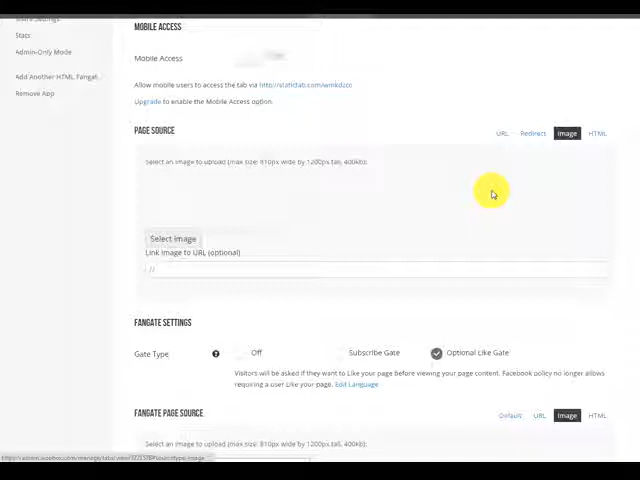 Stats
Admin-Only Mode
Add Another HTML Fangat..
Remove App
MOBILE ACCESS
Mobile Access
Allow mobile users to access the tab via
Upgrade to enable the Mobile Access option.
PAGE SOURCE
URL Redirect Image HTML
Select an image to upload (max size: 810px wide by 1200px tall, 400kb):
Select Image
Link Image to URL (optional)
//
FANGATE SETTINGS
Gate Type Off Subscribe Gate Optional Like Gate
Visitors will be asked if they want to Like your page before viewing your page content. Facebook policy no longer allows
requiring a user Like your page. Edit Language
FANGATE PAGE SOURCE
Default URL Image HTML
Select an image to upload (max size: 810px wide by 1200px tall, 400kb):